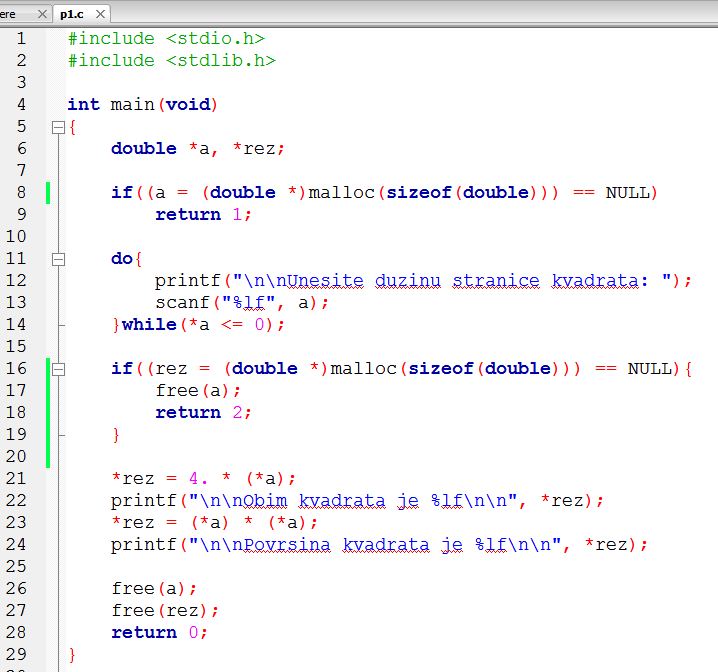 ere p1.c
1 #include <stdio.h>
2 #include <stdlib.h>
3
4 int main(void)
5 {
6     double *a, *rez;
7
8     if((a = (double *)malloc(sizeof(double))) == NULL)
9         return 1;
10
11     do{
12         printf("\n\nUnesite duzinu stranice kvadrata: ");
13         scanf("%lf", a);
14     }while(*a <= 0);
15
16     if((rez = (double *)malloc(sizeof(double))) == NULL){
17         free(a);
18         return 2;
19     }
20
21     *rez = 4. * (*a);
22     printf("\n\nObim kvadrata je %lf\n\n", *rez);
23     *rez = (*a) * (*a);
24     printf("\n\nPovrsina kvadrata je %lf\n\n", *rez);
25
26     free(a);
27     free(rez);
28     return 0;
29 }